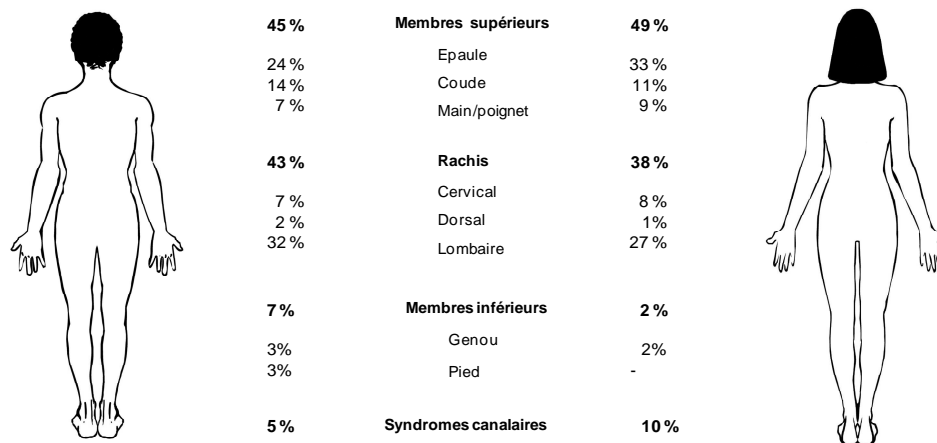 45 % Membres supérieurs 49 %
24 % Epaule 33 %
14 % Coude 11 %
7 % Main/poignet 9 %
43 % Rachis 38 %
7 % Cervical 8 %
2 % Dorsal 1%
32 % Lombaire 27 %
7 % Membres inférieurs 2 %
3% Genou 2%
3% Pied -
5 % Syndromes canalaires 10 %